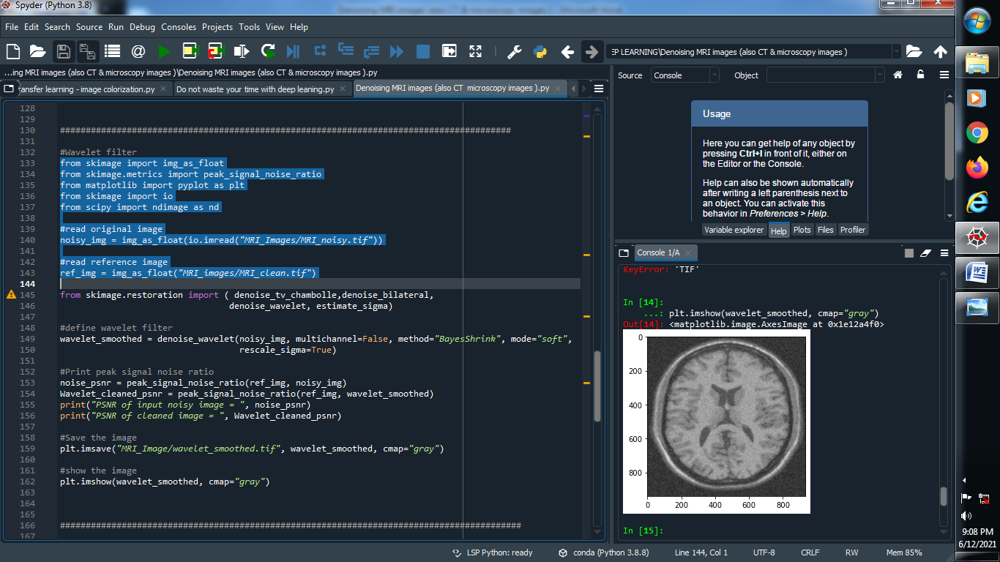 Spyder (Python 3.8)
File Edit Search Source Run Debug Consoles Projects Tools View Help
EP LEARNING\Denoising MRI images (also CT & microscopy images )
...ing MRI images (also CT & microscopy images )\Denoising MRI images (also CT & microscopy images ).py
ransfer learning - image colorization.py
Do not waste your time with deep leaning.py
Denoising MRI images (also CT  microscopy images ).py
128
129
130 ########################################################################################
131
132 #Wavelet filter
133 from skimage import img_as_float
134 from skimage.metrics import peak_signal_noise_ratio
135 from matplotlib import pyplot as plt
136 from skimage import io
137 from scipy import ndimage as nd
138
139 #read original image
140 noisy_img = img_as_float(io.imread("MRI_Images/MRI_noisy.tif"))
141
142 #read reference image
143 ref_img = img_as_float("MRI_images/MRI_clean.tif")
144
145 from skimage.restoration import ( denoise_tv_chambolle,denoise_bilateral,
146 denoise_wavelet, estimate_sigma)
147
148 #define wavelet filter
149 wavelet_smoothed = denoise_wavelet(noisy_img, multichannel=False, method="BayesShrink", mode="soft",
150 rescale_sigma=True)
151
152 #Print peak signal noise ratio
153 noise_psnr = peak_signal_noise_ratio(ref_img, noisy_img)
154 Wavelet_cleaned_psnr = peak_signal_noise_ratio(ref_img, wavelet_smoothed)
155 print("PSNR of input noisy image = ", noise_psnr)
156 print("PSNR of cleaned image = ", Wavelet_cleaned_psnr)
157
158 #Save the image
159 plt.imsave("MRI_Image/wavelet_smoothed.tif", wavelet_smoothed, cmap="gray")
160
161 #show the image
162 plt.imshow(wavelet_smoothed, cmap="gray")
163
164
165
166 ##########################################################################################
167
Source Console Object
Usage
Here you can get help of any object by
pressing Ctrl+I in front of it, either on
the Editor or the Console.
Help can also be shown automatically
after writing a left parenthesis next to
an object. You can activate this
behavior in Preferences > Help.
Variable explorer Help Plots Files Profiler
Console 1/A
KeyError: 'TIF'
In [14]:
...: plt.imshow(wavelet_smoothed, cmap="gray")
Out[14]: <matplotlib.image.AxesImage at 0x1e12a4f0>
0
200
400
600
800
0 200 400 600 800
In [15]:
LSP Python: ready conda (Python 3.8.8) Line 144, Col 1 UTF-8 CRLF RW Mem 85%
9:08 PM
6/12/2021